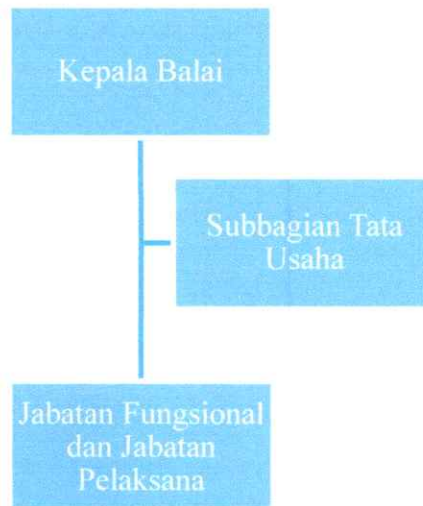 Kepala Balai
Subbagian Tata
Usaha
Jabatan Fungsional
dan Jabatan
Pelaksana